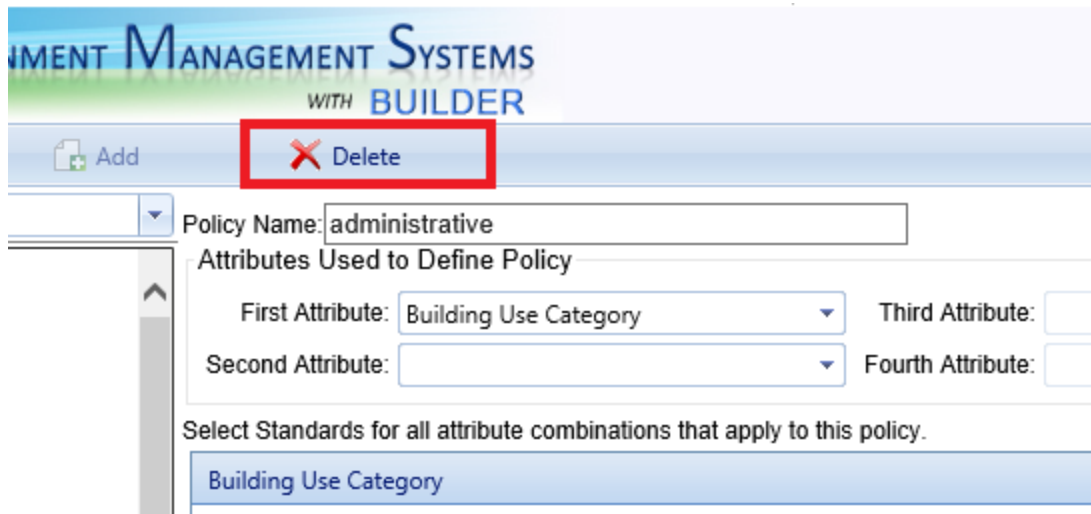 MANAGEMENT SYSTEMS
WITH BUILDER
Add Delete
Policy Name: administrative
Attributes Used to Define Policy
First Attribute: Building Use Category Third Attribute:
Second Attribute: Fourth Attribute:
Select Standards for all attribute combinations that apply to this policy.
Building Use Category